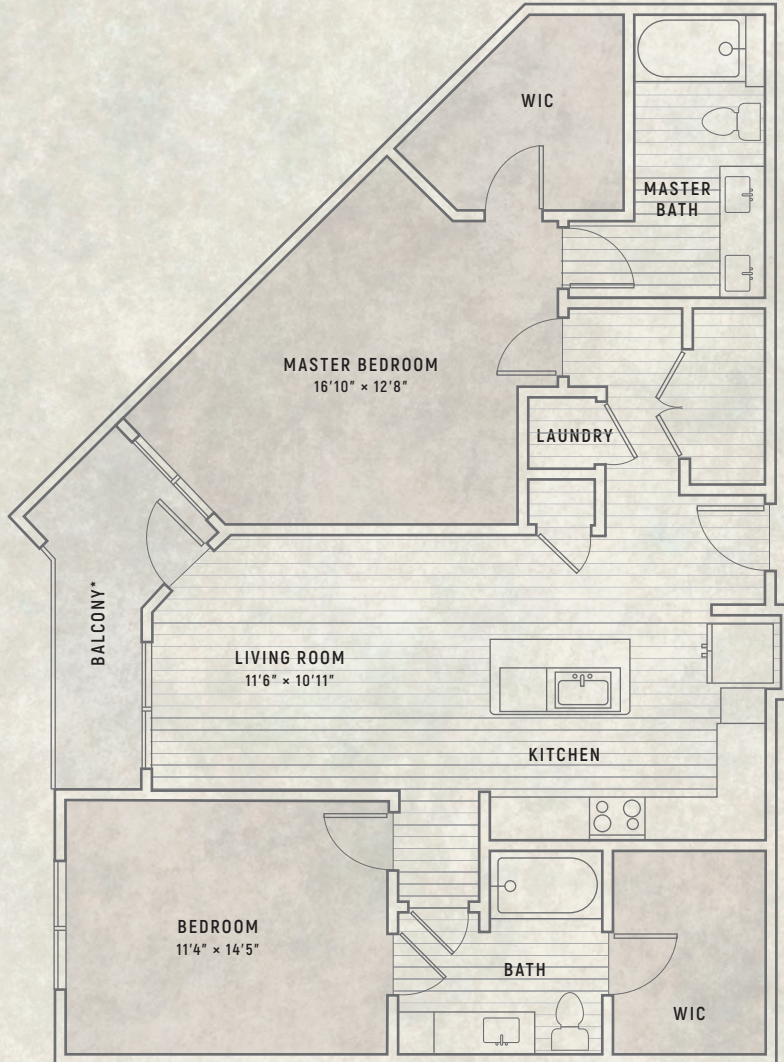 WIC
MASTER
BATH
MASTER BEDROOM
16'10" × 12'8"
LAUNDRY
BALCONY*
LIVING ROOM
11'6" × 10'11"
KITCHEN
BEDROOM
11'4" × 14'5"
BATH
WIC